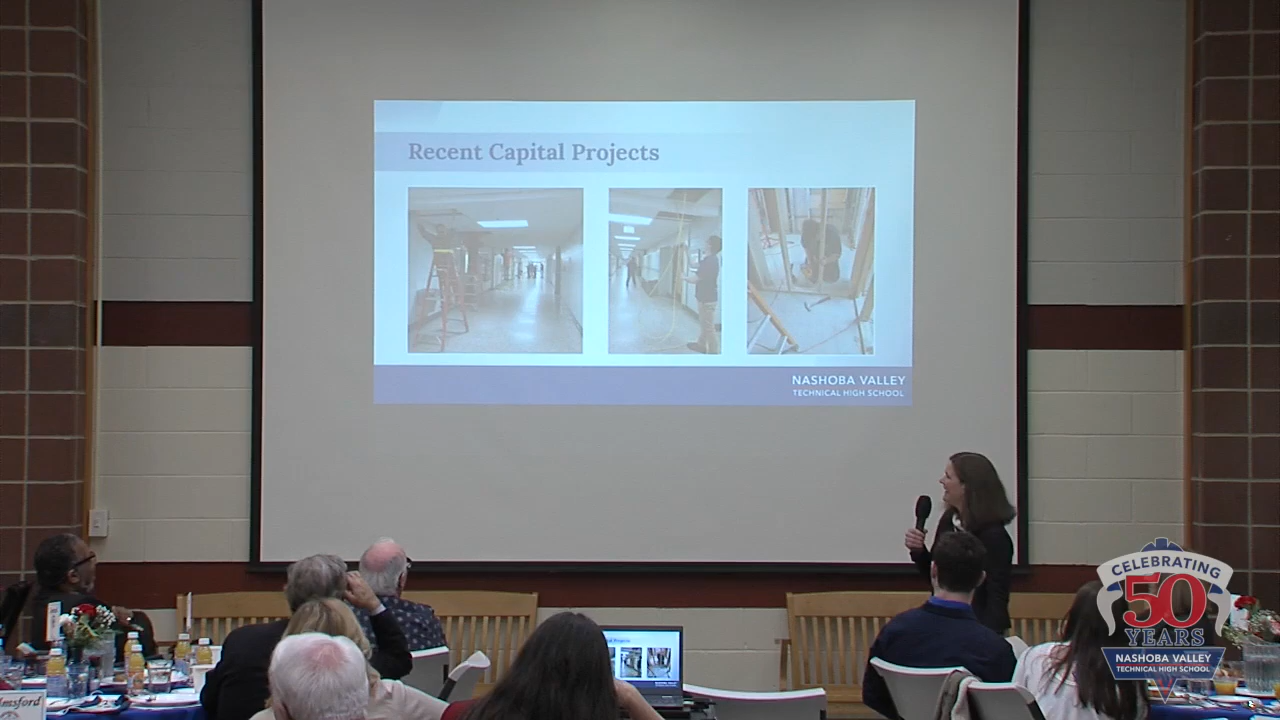 Recent Capital Projects
NASHOBA VALLEY
TECHNICAL HIGH SCHOOL
CELEBRATING
50
YEARS
NASHOBA VALLEY
TECHNICAL HIGH SCHOOL